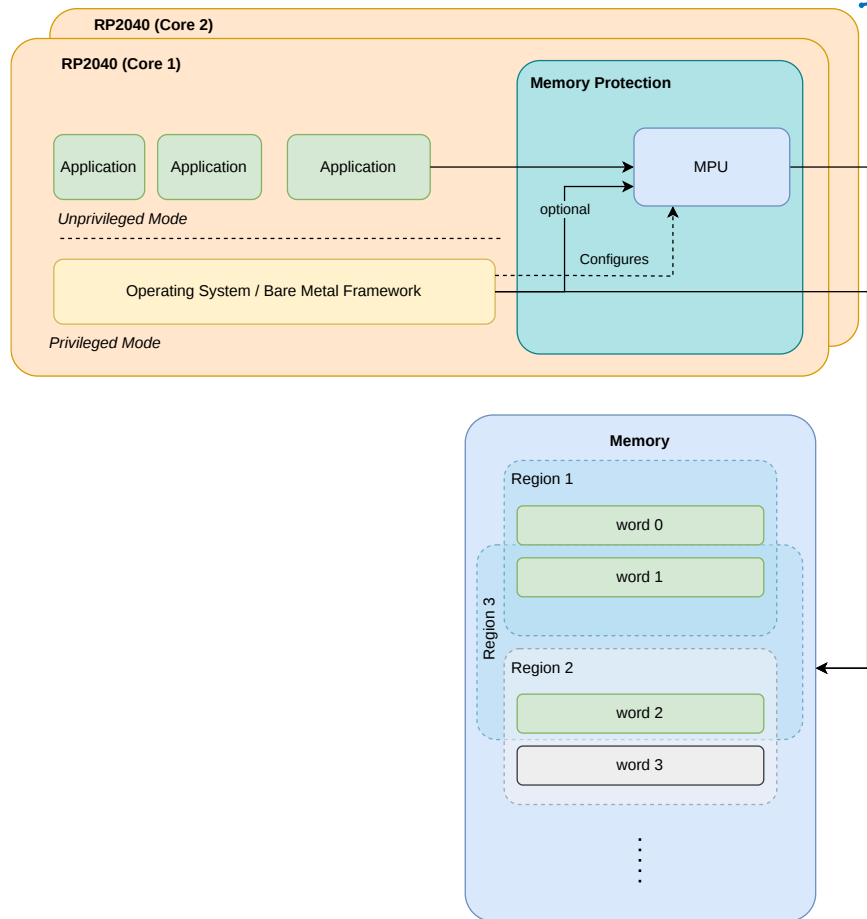 RP2040 (Core 2)
RP2040 (Core 1)
Memory Protection
Application
Application
Application
MPU
Unprivileged Mode
optional
Configures
Operating System / Bare Metal Framework
Privileged Mode
Memory
Region 1
word 0
word 1
Region 3
Region 2
word 2
word 3